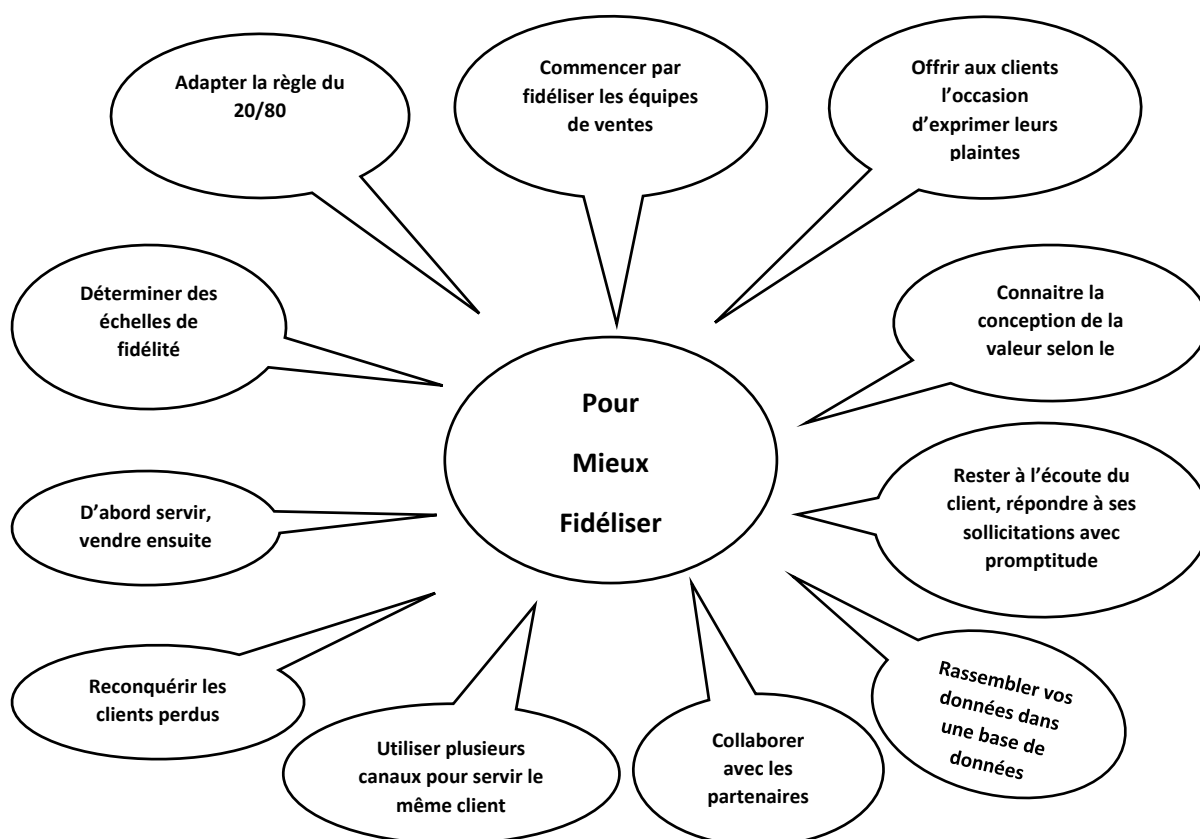 Adapter la règle du
20/80
Commencer par
fidéliser les équipes
de ventes
Offrir aux clients
l’occasion
d’exprimer leurs
plaintes
Déterminer des
échelles de
fidélité
Connaitre la
conception de la
valeur selon le
Pour
Mieux
Fidéliser
D’abord servir,
vendre ensuite
Rester à l’écoute du
client, répondre à ses
sollicitations avec
promptitude
Reconquérir les
clients perdus
Utiliser plusieurs
canaux pour servir le
même client
Collaborer
avec les
partenaires
Rassembler vos
données dans
une base de
données